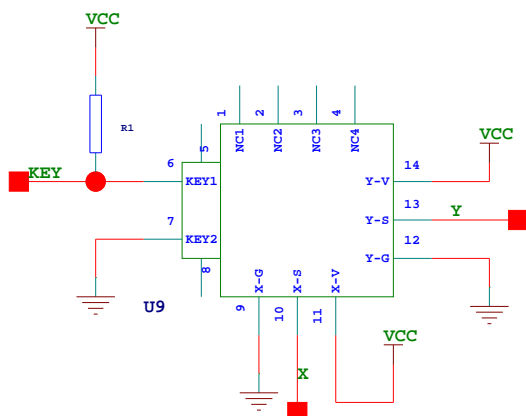 VCC
R1
KEY
1
2
3
4
NC1
NC2
NC3
NC4
5
6
KEY1
7
KEY2
8
U9
14
Y-V
VCC
13
Y-S
Y
12
Y-G
X-G
X-S
X-V
9
10
11
X
VCC